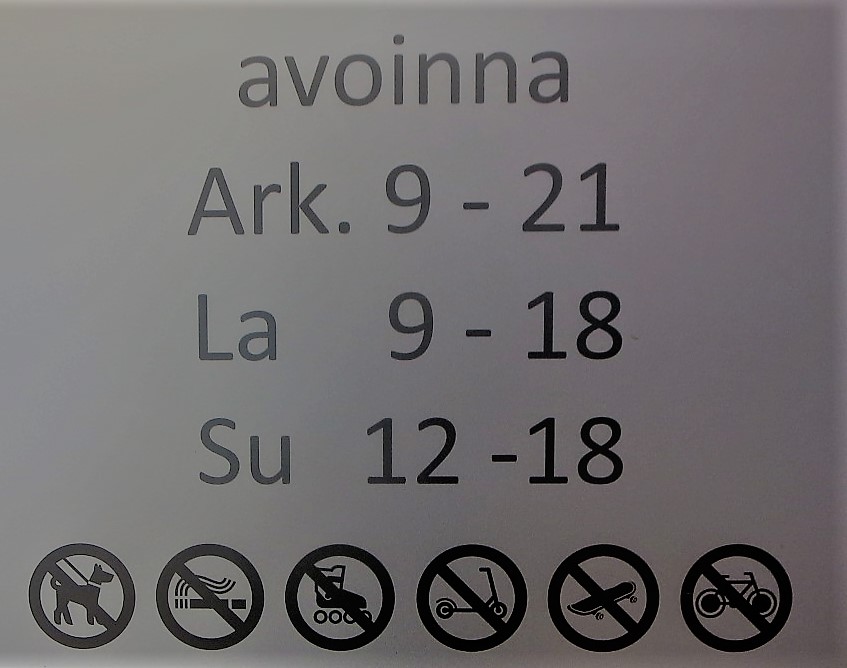 avoinna
Ark. 9 - 21
La 9 - 18
Su 12 -18